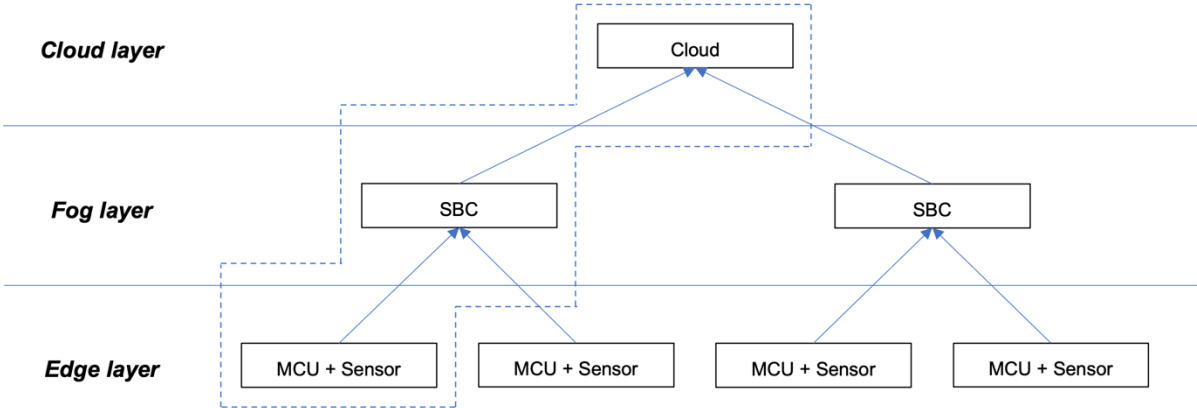 Cloud layer
Cloud
Fog layer
SBC
SBC
Edge layer
MCU + Sensor
MCU + Sensor
MCU + Sensor
MCU + Sensor